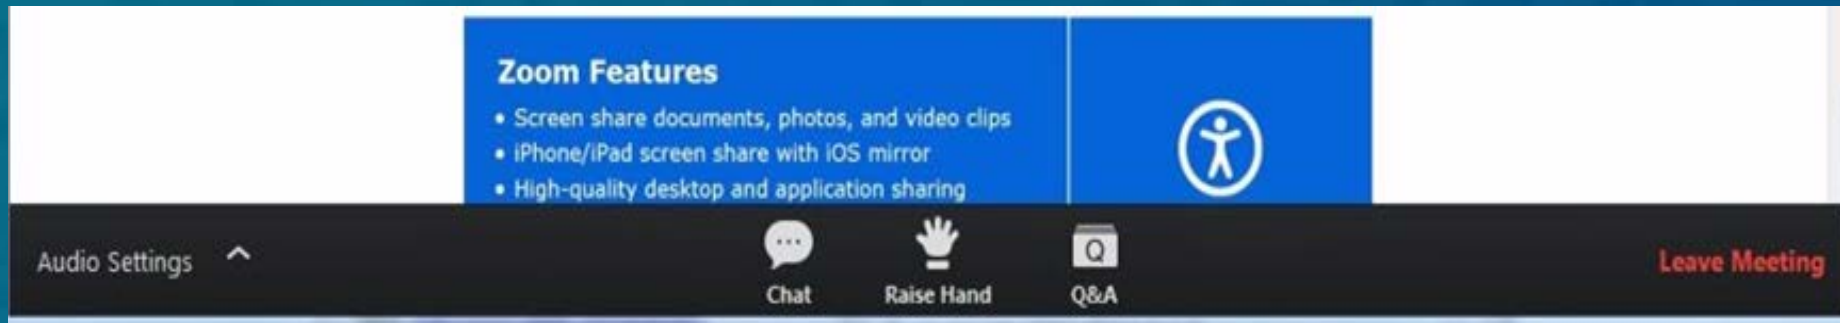 Zoom Features
• Screen share documents, photos, and video clips
• iPhone/iPad screen share with iOS mirror
• High-quality desktop and application sharing
Audio Settings
Chat
Raise Hand
Q
Q&A
Leave Meeting